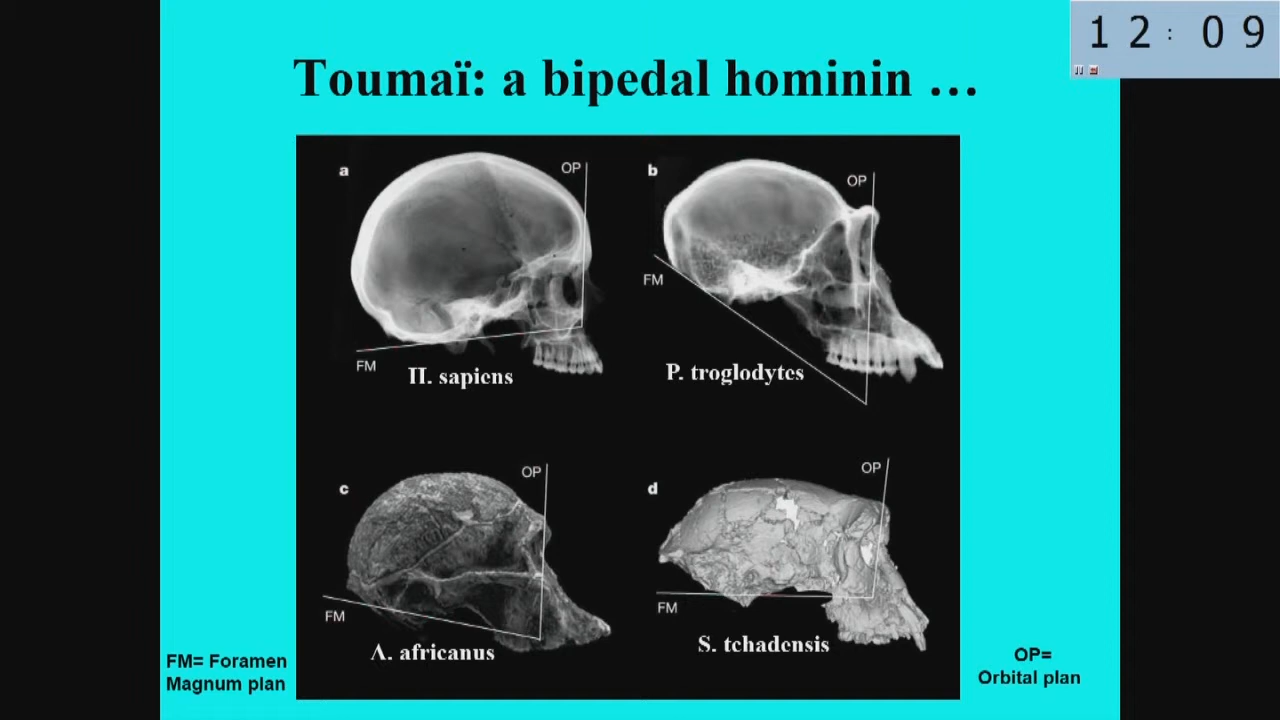 12:09
Toumaï: a bipedal hominin …
a
OP
FM
H. sapiens
b
OP
FM
P. troglodytes
c
OP
FM
A. africanus
d
OP
FM
S. tchadensis
FM= Foramen
Magnum plan
OP=
Orbital plan